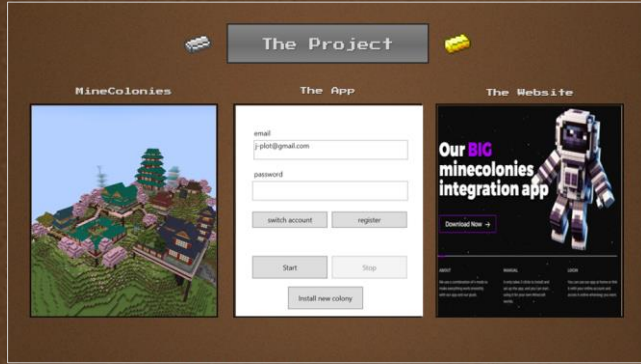 The Project
MineColonies
The App
The Website
email
j-plot@gmail.com
password
switch account
register
Start
Stop
Install new colony
Our BIG
minecolonies
integration app
Download Now →
ABOUT
MANUAL
LOGIN